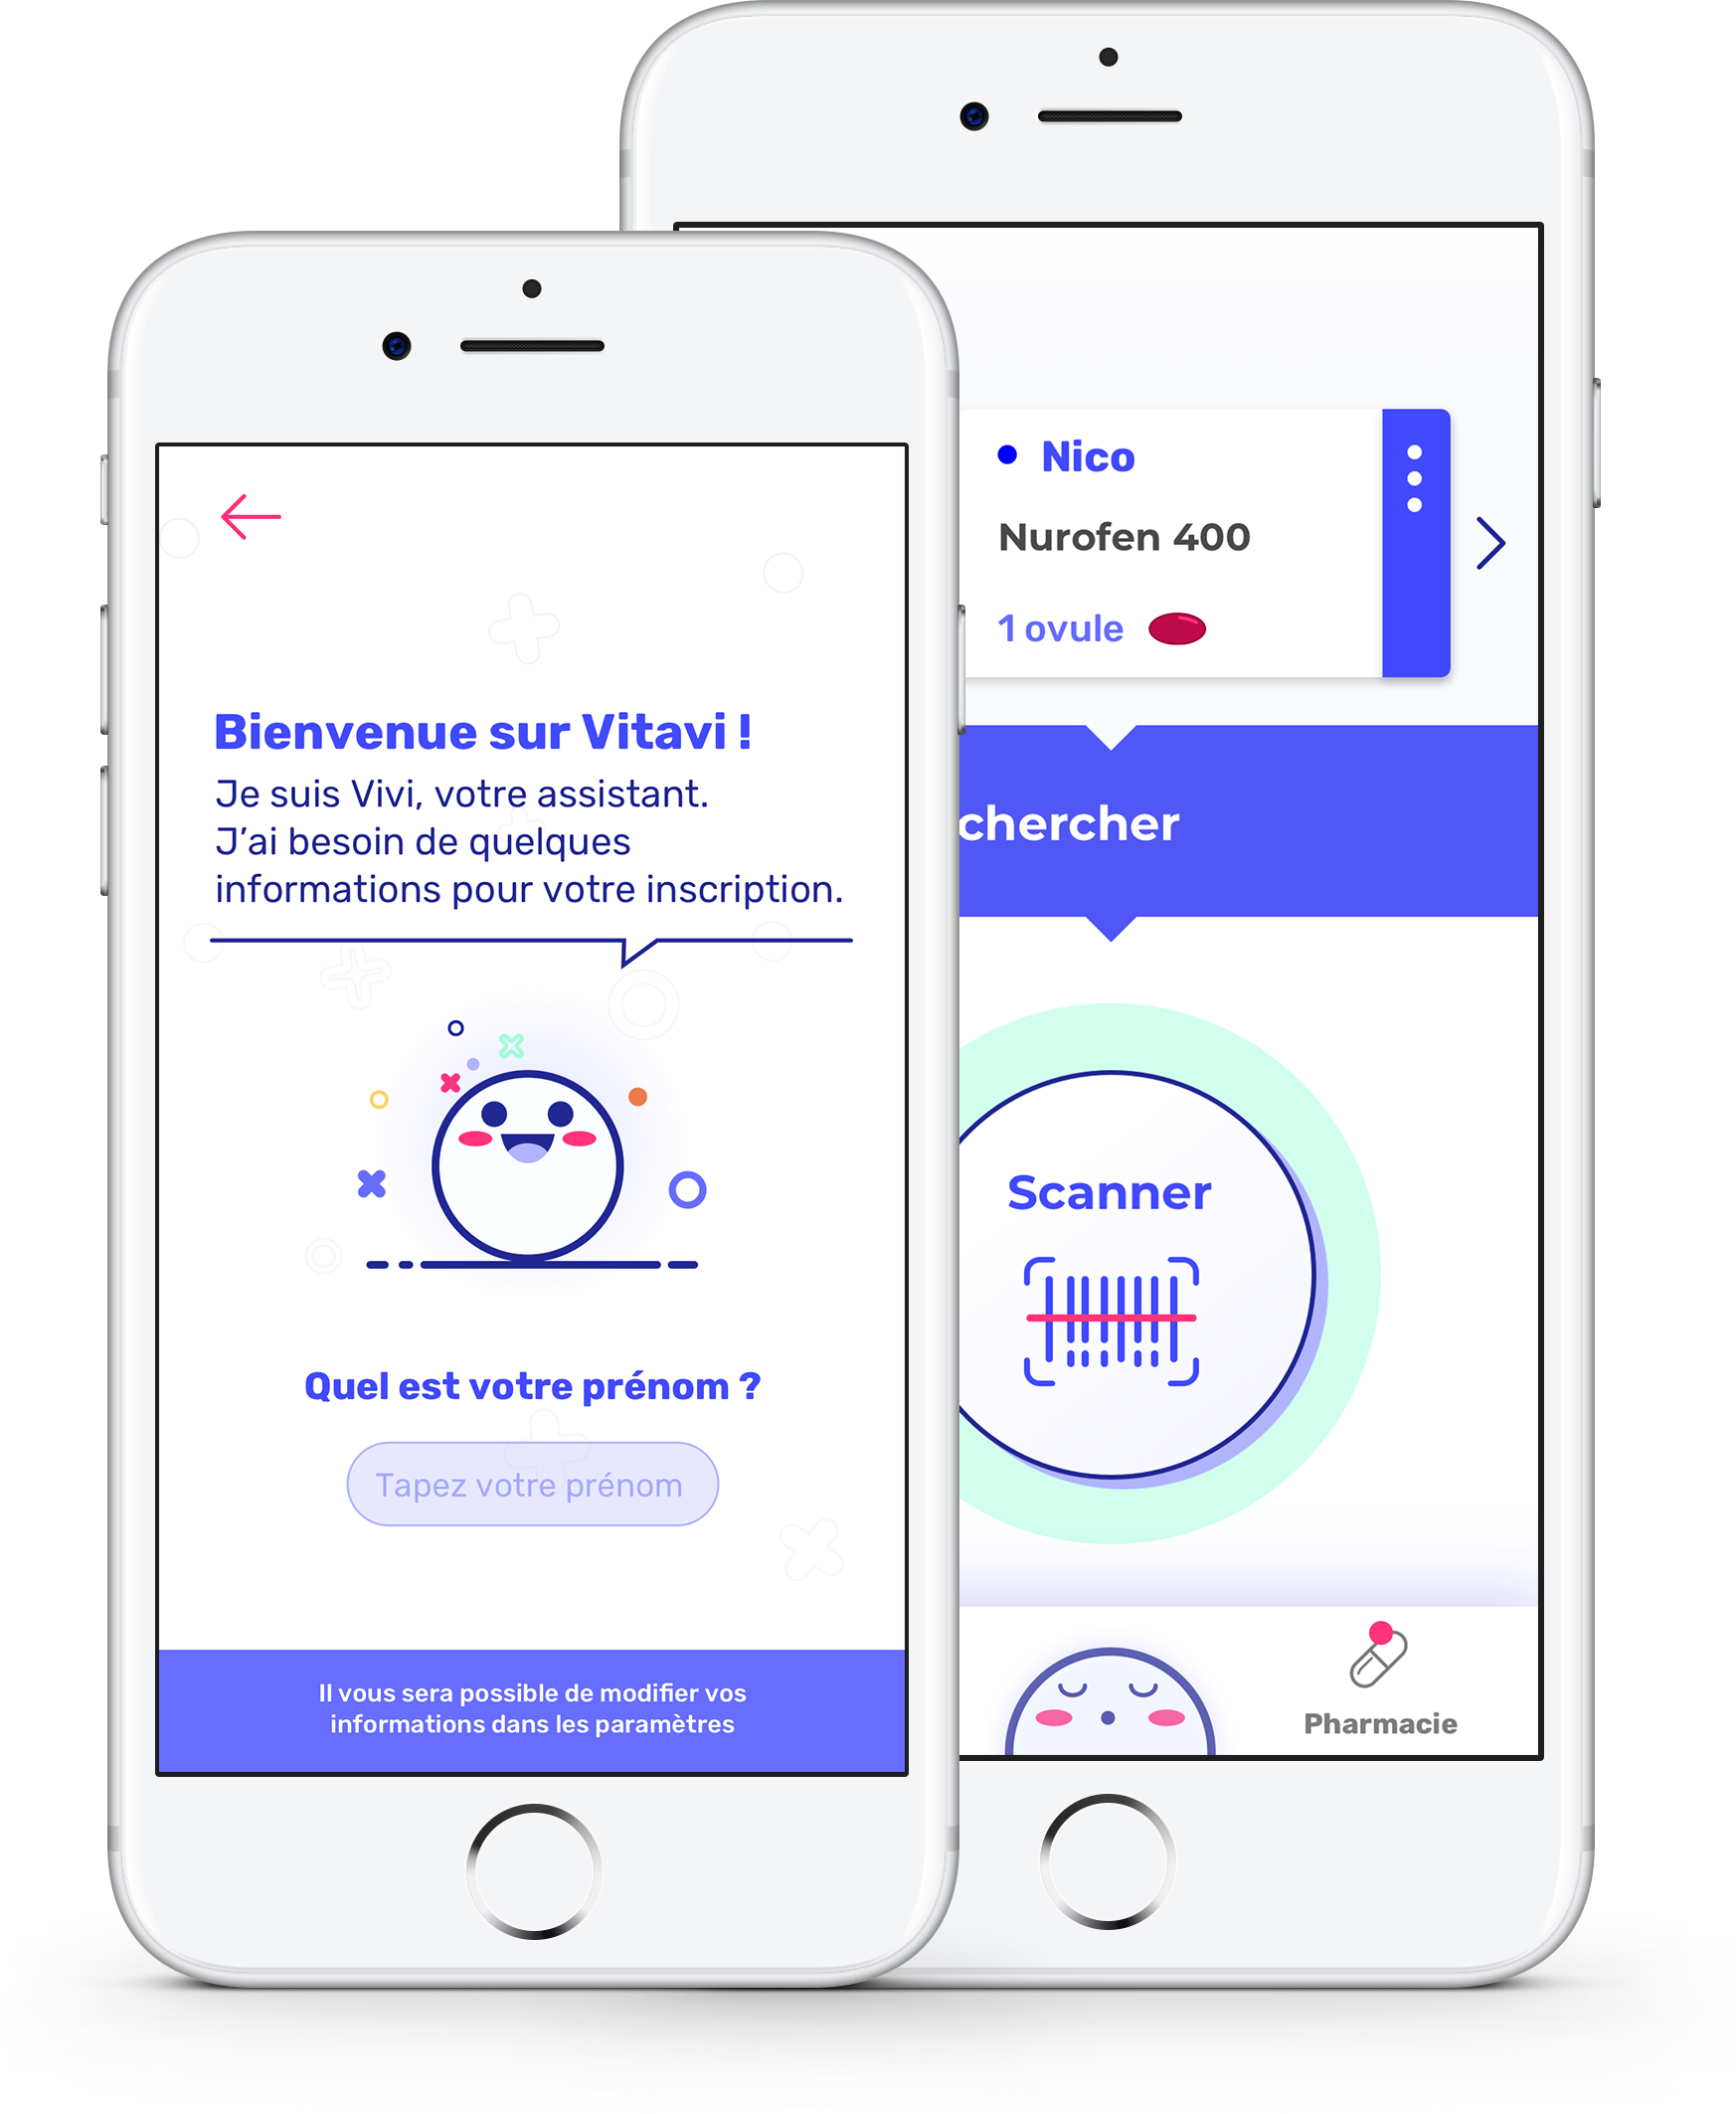 Bienvenue sur Vitavi !
Je suis Vivi, votre assistant.
J’ai besoin de quelques
informations pour votre inscription.
Quel est votre prénom ?
Tapez votre prénom
Il vous sera possible de modifier vos
informations dans les paramètres
Nico
Nurofen 400
1 ovule
chercher
Scanner
Pharmacie